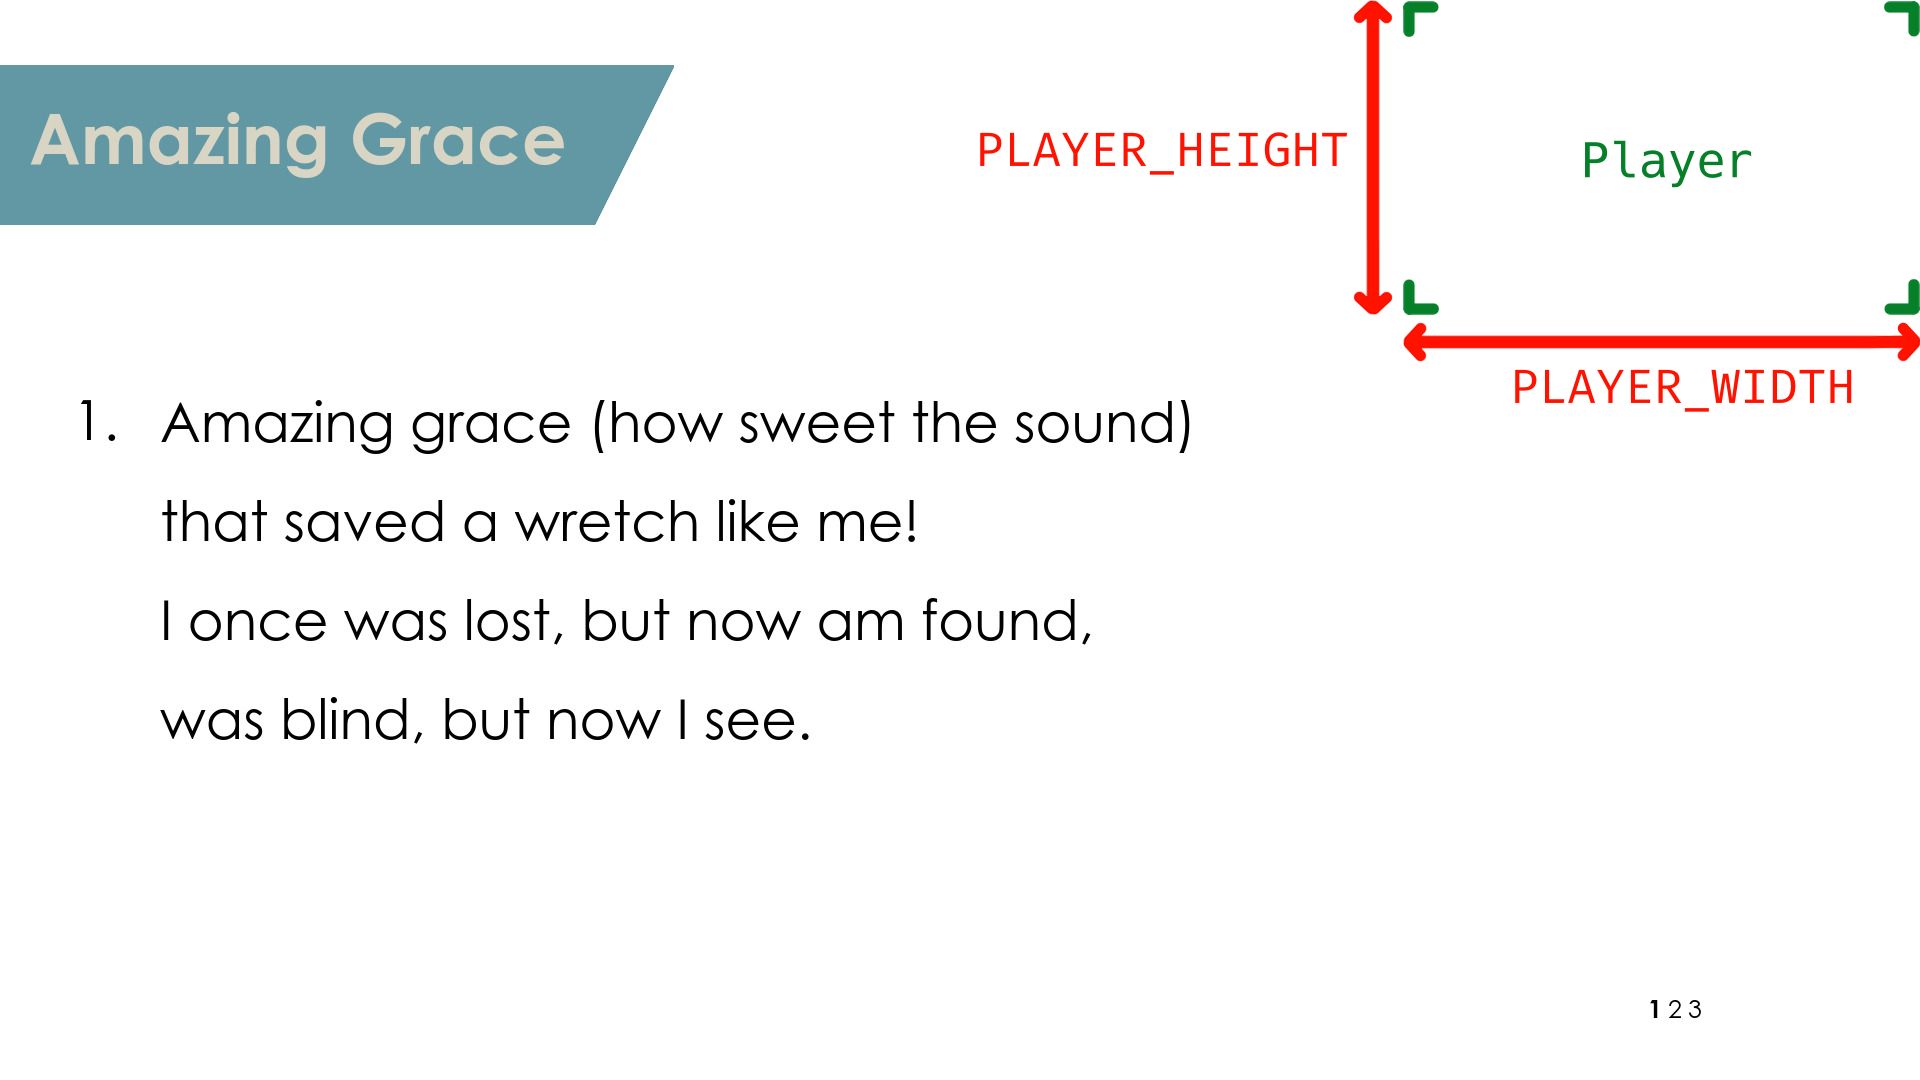 Amazing Grace
PLAYER_HEIGHT
Player
PLAYER_WIDTH
1. Amazing grace (how sweet the sound)
that saved a wretch like me!
I once was lost, but now am found,
was blind, but now I see.
1 2 3